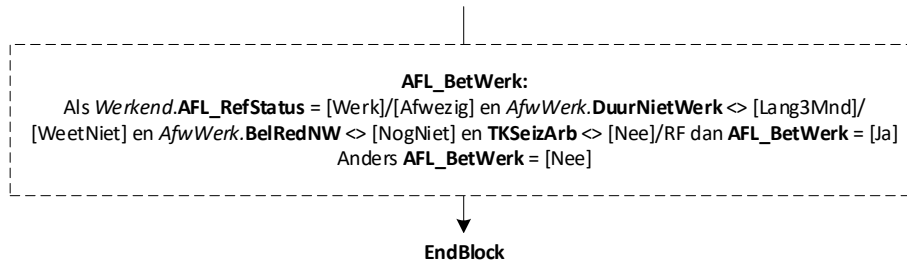 AFL_BetWerk:
Als Werkend.AFL_RefStatus = [Werk]/[Afwezig] en AfwWerk.DuurNietWerk <> [Lang3Mnd]/
[WeetNiet] en AfwWerk.BelRedNW <> [NogNiet] en TKSeizArb <> [Nee]/RF dan AFL_BetWerk = [Ja]
Anders AFL_BetWerk = [Nee]
EndBlock